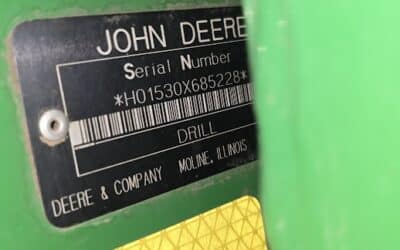 JOHN DEERE
Serial Number
*H01530X685228*
DRILL
DEERE & COMPANY MOLINE, ILLINOIS